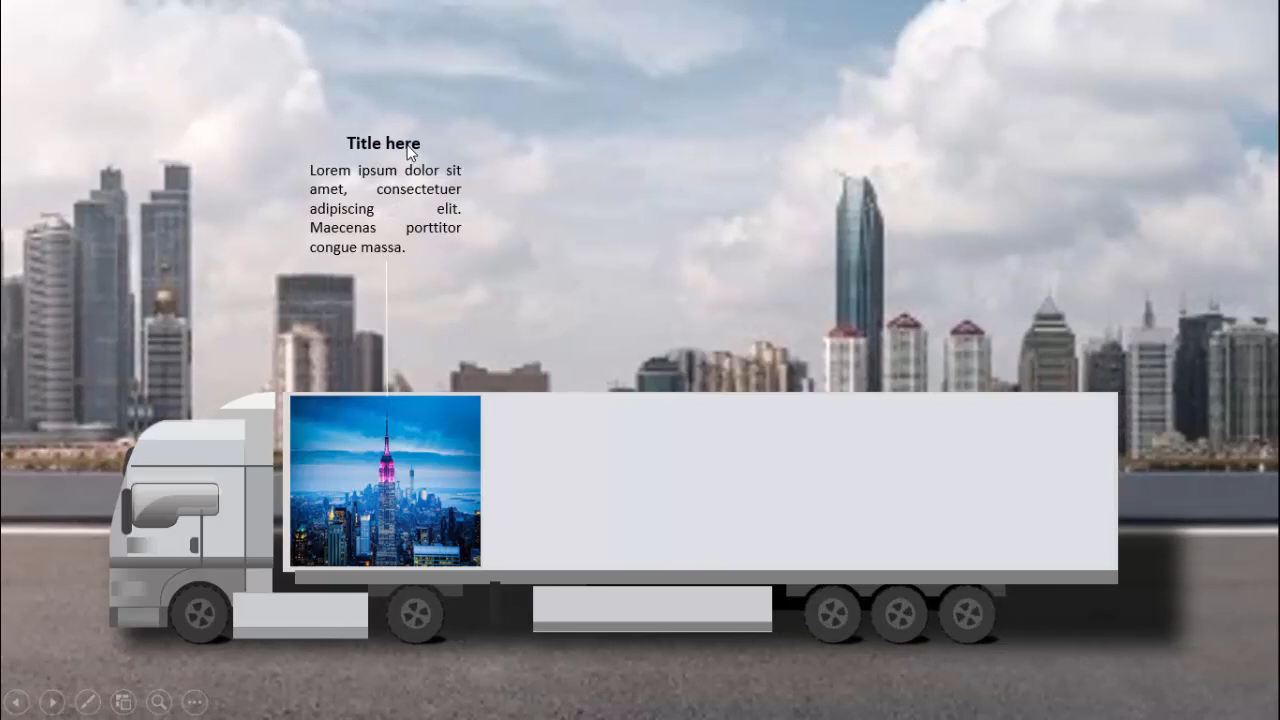 Title here
Lorem ipsum dolor sit
amet, consectetuer
adipiscing elit.
Maecenas porttitor
congue massa.